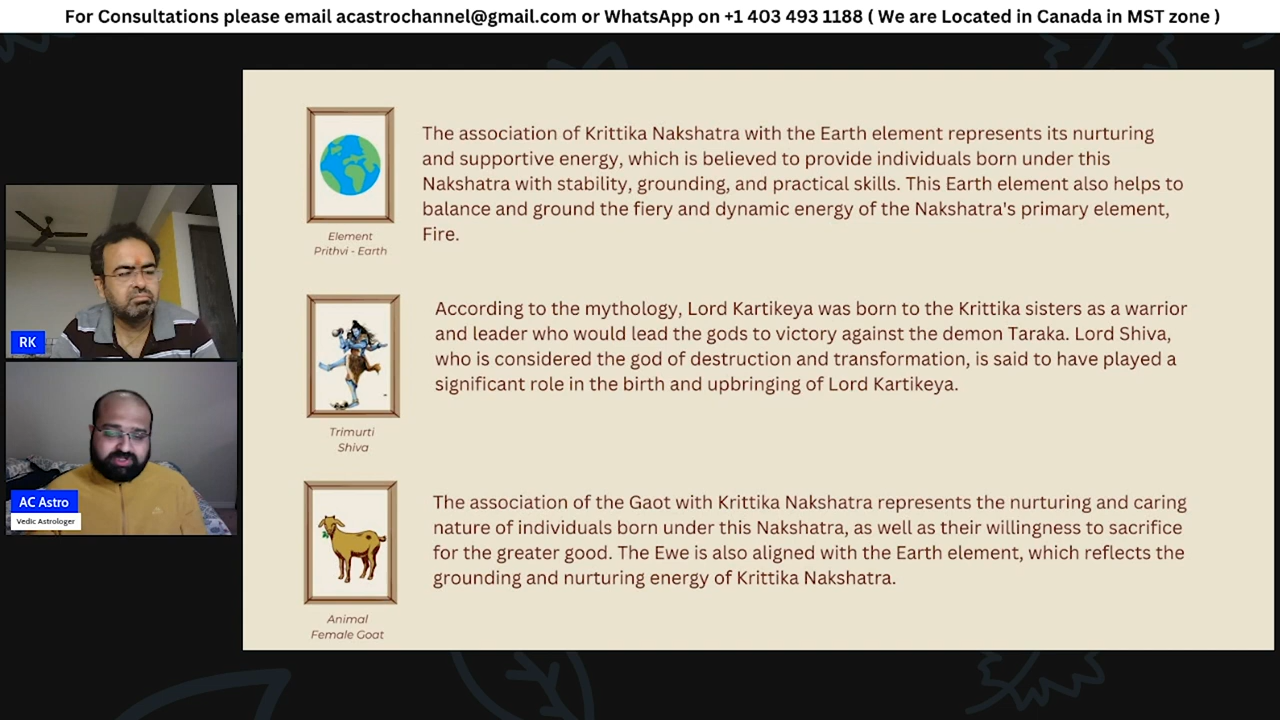 For Consultations please email acastrochannel@gmail.com or WhatsApp on +1 403 493 1188 ( We are Located in Canada in MST zone )
The association of Krittika Nakshatra with the Earth element represents its nurturing
and supportive energy, which is believed to provide individuals born under this
Nakshatra with stability, grounding, and practical skills. This Earth element also helps to
balance and ground the fiery and dynamic energy of the Nakshatra's primary element,
Fire.
Element
Prithvi - Earth
According to the mythology, Lord Kartikeya was born to the Krittika sisters as a warrior
and leader who would lead the gods to victory against the demon Taraka. Lord Shiva,
who is considered the god of destruction and transformation, is said to have played a
significant role in the birth and upbringing of Lord Kartikeya.
Trimurti
Shiva
The association of the Gaot with Krittika Nakshatra represents the nurturing and caring
nature of individuals born under this Nakshatra, as well as their willingness to sacrifice
for the greater good. The Ewe is also aligned with the Earth element, which reflects the
grounding and nurturing energy of Krittika Nakshatra.
Animal
Female Goat
RK
AC Astro
Vedic Astrologer